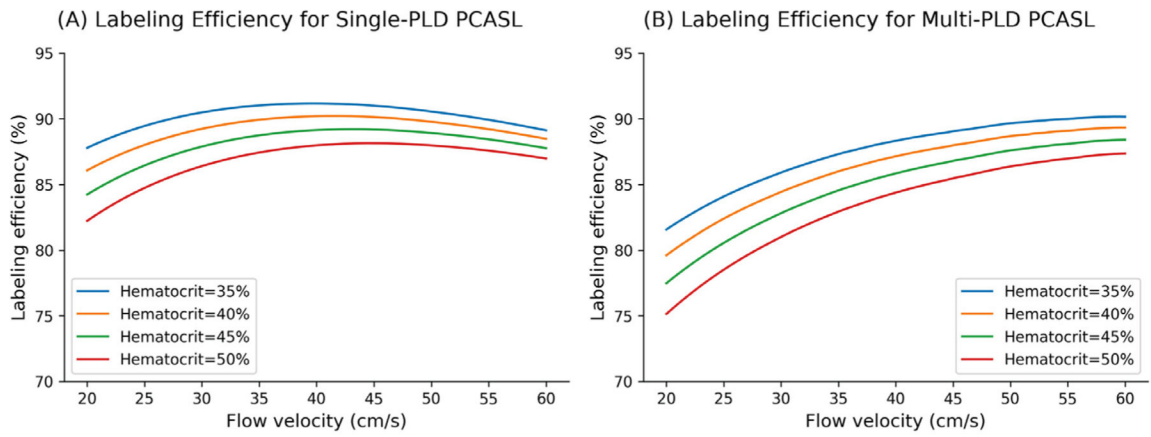 (A) Labeling Efficiency for Single-PLD PCASL
95
90
85
80
75
70
Labeling efficiency (%)
Hematocrit=35%
Hematocrit=40%
Hematocrit=45%
Hematocrit=50%
20 25 30 35 40 45 50 55 60
Flow velocity (cm/s)
(B) Labeling Efficiency for Multi-PLD PCASL
95
90
85
80
75
70
Labeling efficiency (%)
Hematocrit=35%
Hematocrit=40%
Hematocrit=45%
Hematocrit=50%
20 25 30 35 40 45 50 55 60
Flow velocity (cm/s)